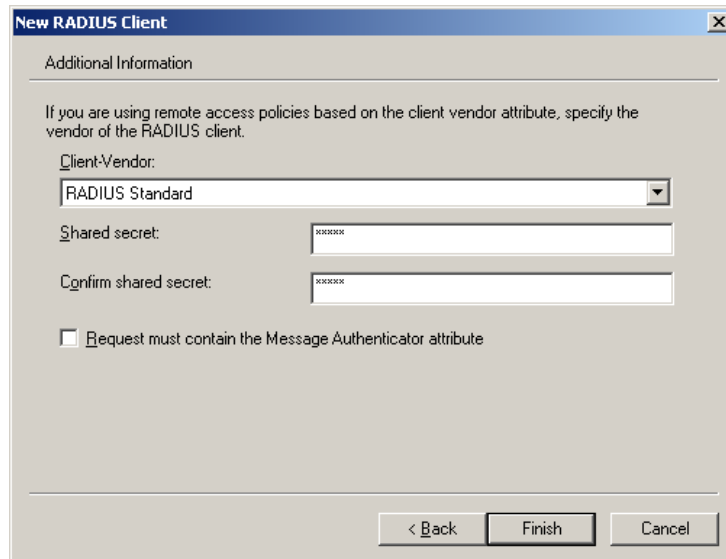 New RADIUS Client
Additional Information
If you are using remote access policies based on the client vendor attribute, specify the
vendor of the RADIUS client.
Client-Vendor:
RADIUS Standard
Shared secret:
*****
Confirm shared secret:
*****
Request must contain the Message Authenticator attribute
< Back
Finish
Cancel